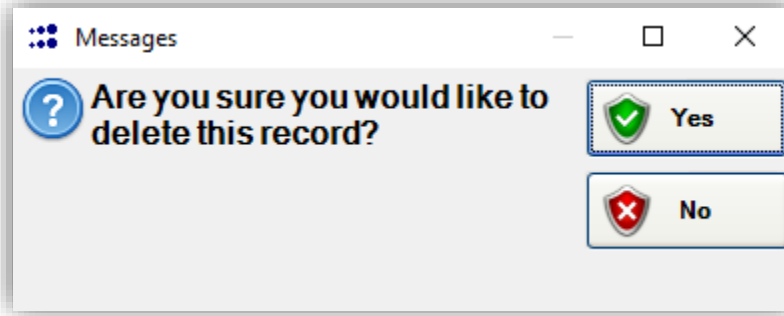 Messages
Are you sure you would like to
delete this record?
Yes
No